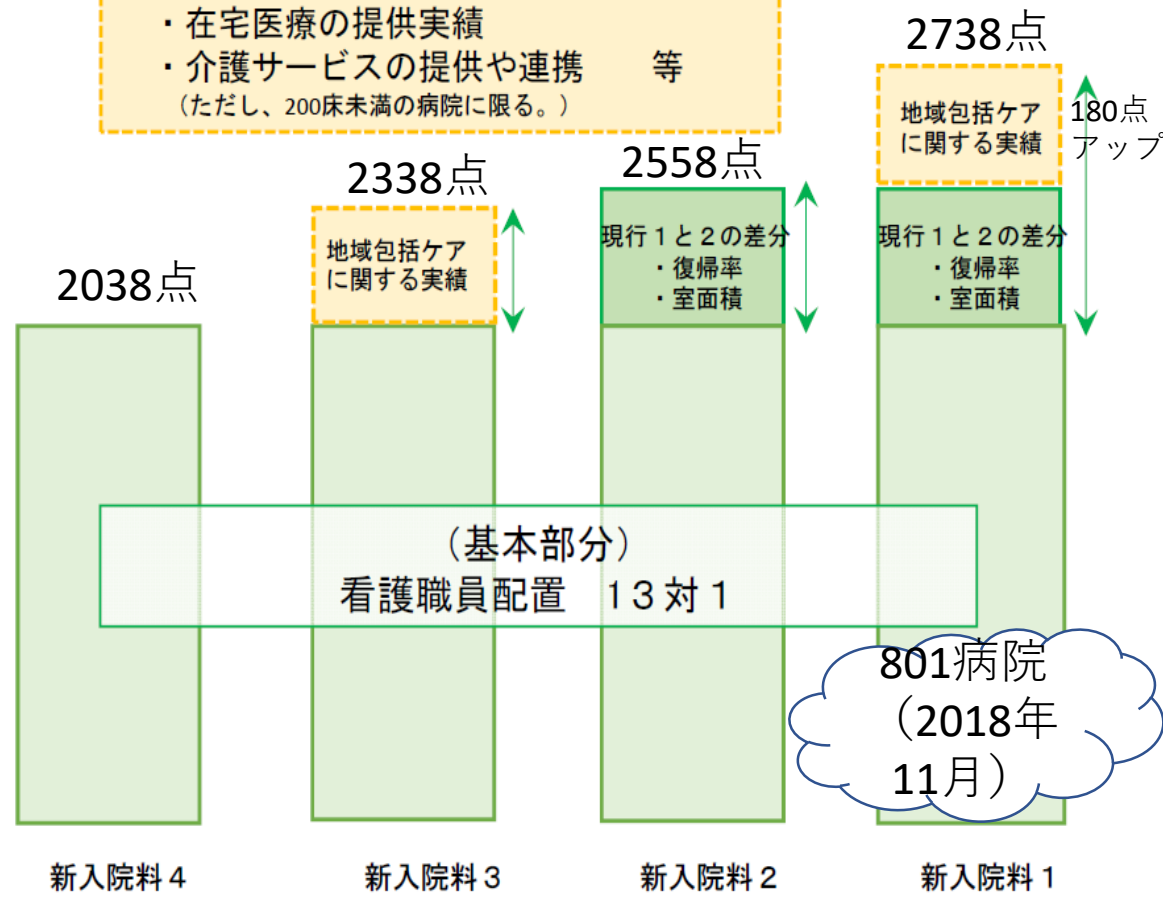 ・在宅医療の提供実績
・介護サービスの提供や連携　　等
（ただし、200床未満の病院に限る。）
2738点
地域包括ケア
に関する実績
180点
アップ
2558点
2338点
現行１と２の差分
・復帰率
・室面積
現行１と２の差分
・復帰率
・室面積
地域包括ケア
に関する実績
2038点
（基本部分）
看護職員配置　１３対１
801病院
（2018年
11月）
新入院料４
新入院料３
新入院料２
新入院料１